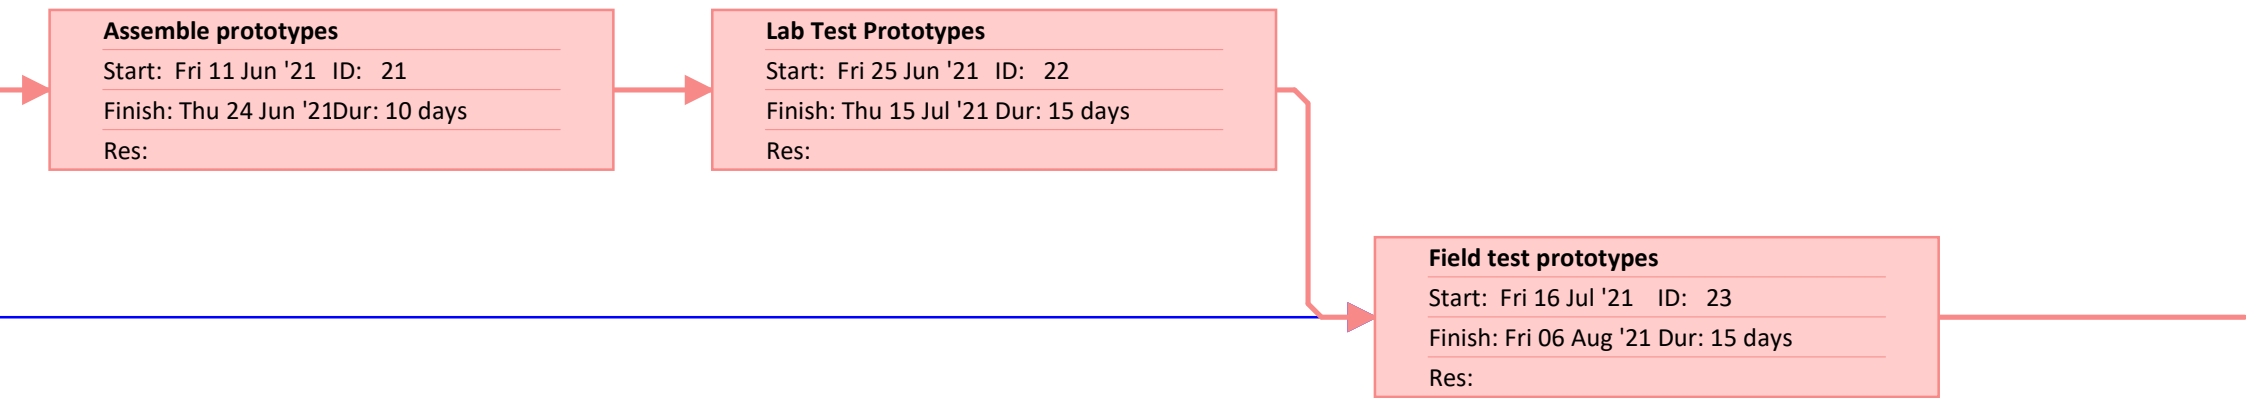 Assemble prototypes
Start: Fri 11 Jun '21 ID: 21
Finish: Thu 24 Jun '21Dur: 10 days
Res:
Lab Test Prototypes
Start: Fri 25 Jun '21 ID: 22
Finish: Thu 15 Jul '21 Dur: 15 days
Res:
Field test prototypes
Start: Fri 16 Jul '21 ID: 23
Finish: Fri 06 Aug '21 Dur: 15 days
Res: